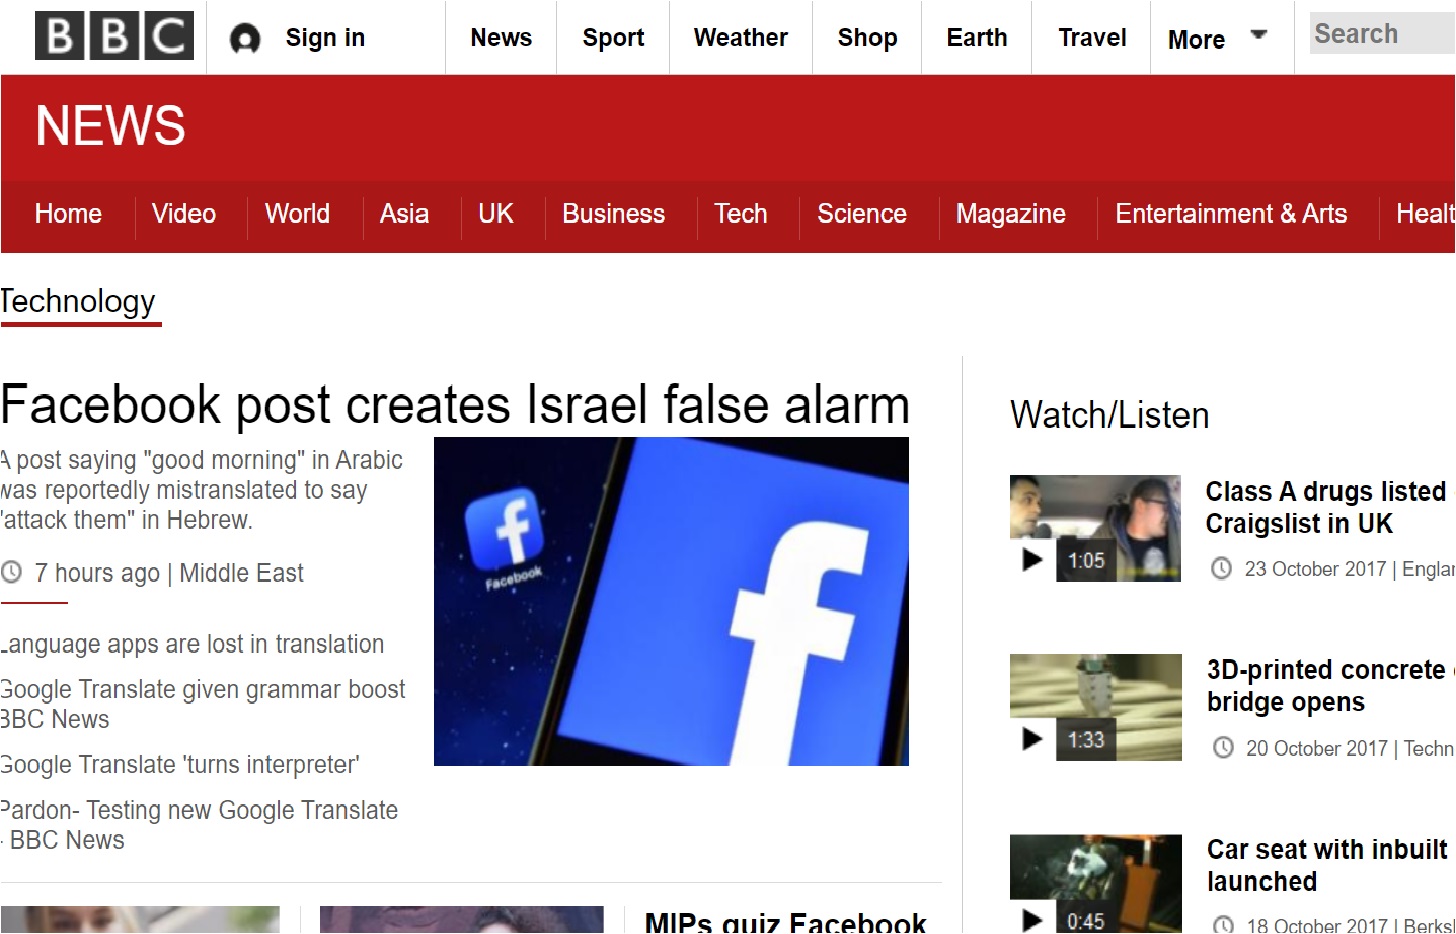 BBC
Sign in
News
Sport
Weather
Shop
Earth
Travel
More
Search
NEWS
Home
Video
World
Asia
UK
Business
Tech
Science
Magazine
Entertainment & Arts
Healt
Technology
Facebook post creates Israel false alarm
A post saying "good morning" in Arabic
was reportedly mistranslated to say
"attack them" in Hebrew.
7 hours ago | Middle East
Language apps are lost in translation
Google Translate given grammar boost
BBC News
Google Translate 'turns interpreter'
Pardon- Testing new Google Translate
- BBC News
Facebook
MIPs quiz Facebook
Watch/Listen
1:05
Class A drugs listed
Craigslist in UK
23 October 2017 | Englan
1:33
3D-printed concrete
bridge opens
20 October 2017 | Techn
0:45
Car seat with inbuilt
launched
18 October 2017 | Berks